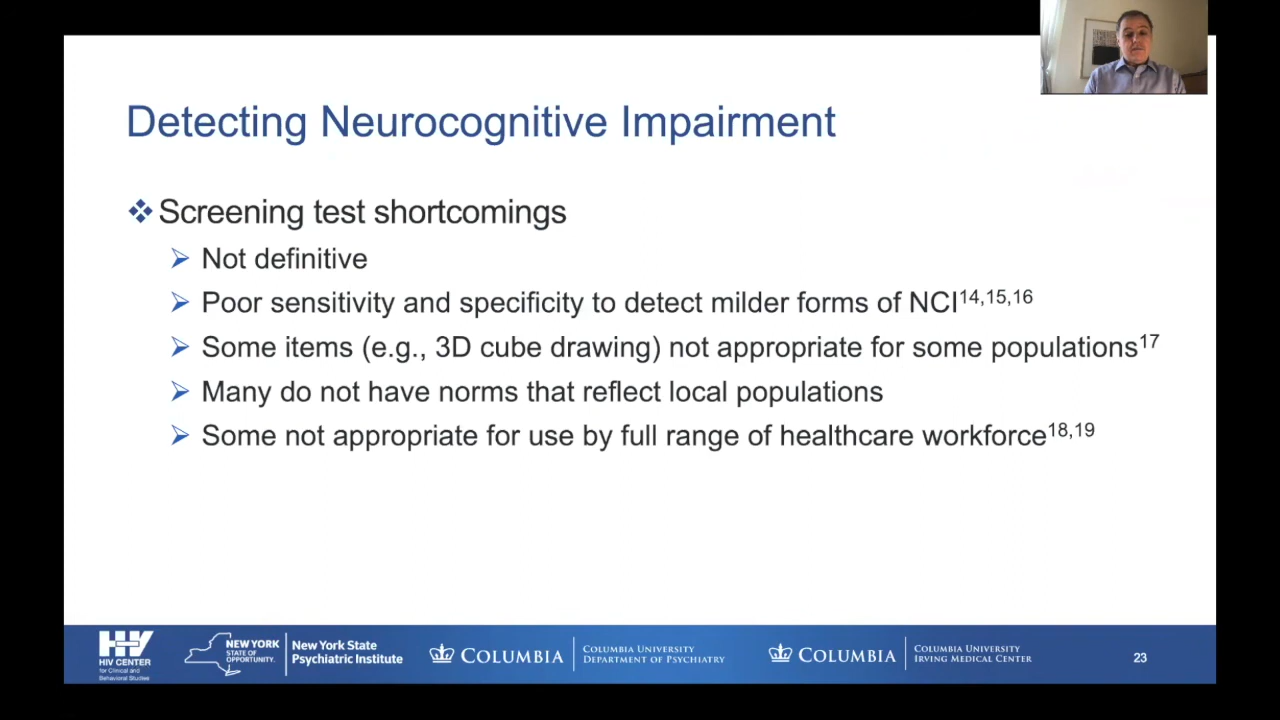 Detecting Neurocognitive Impairment
Screening test shortcomings
Not definitive
Poor sensitivity and specificity to detect milder forms of NCI14,15,16
Some items (e.g., 3D cube drawing) not appropriate for some populations17
Many do not have norms that reflect local populations
Some not appropriate for use by full range of healthcare workforce18,19
HIV CENTER
for Clinical and
Behavioral Studies
NEW YORK
STATE OF
OPPORTUNITY.
New York State
Psychiatric Institute
COLUMBIA
COLUMBIA UNIVERSITY
DEPARTMENT OF PSYCHIATRY
COLUMBIA
COLUMBIA UNIVERSITY
IRVING MEDICAL CENTER
23